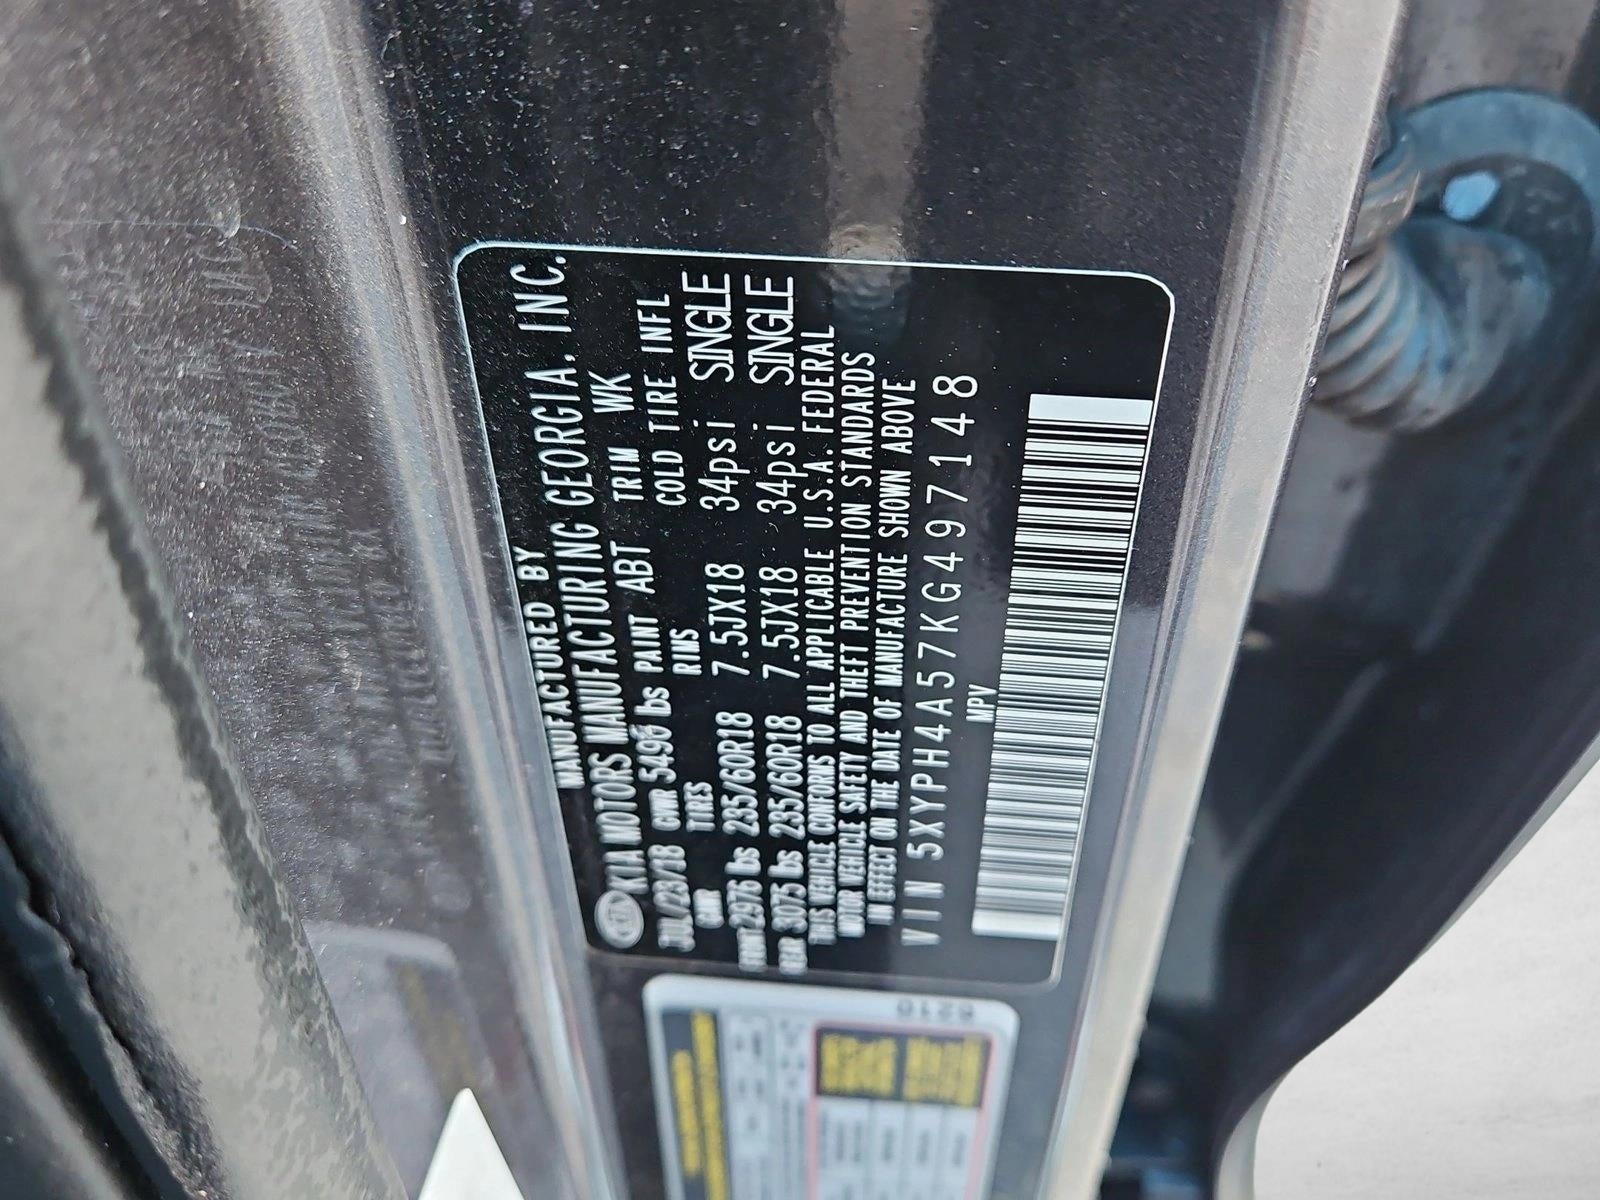 MANUFACTURED BY
KIA KIA MOTORS MANUFACTURING GEORGIA. INC.
JUL/23/18 GVWR 5496 lbs PAINT ABT TRIM WK
GAWR TIRES RIMS COLD TIRE INFL
FRONT 2976 lbs 235/60R18 7.5JX18 34psi SINGLE
REAR 3075 lbs 235/60R18 7.5JX18 34psi SINGLE
THIS VEHICLE CONFORMS TO ALL APPLICABLE U.S.A. FEDERAL
MOTOR VEHICLE SAFETY AND THEFT PREVENTION STANDARDS
IN EFFECT ON THE DATE OF MANUFACTURE SHOWN ABOVE
VIN 5XYPH4A57KG497148
MPV